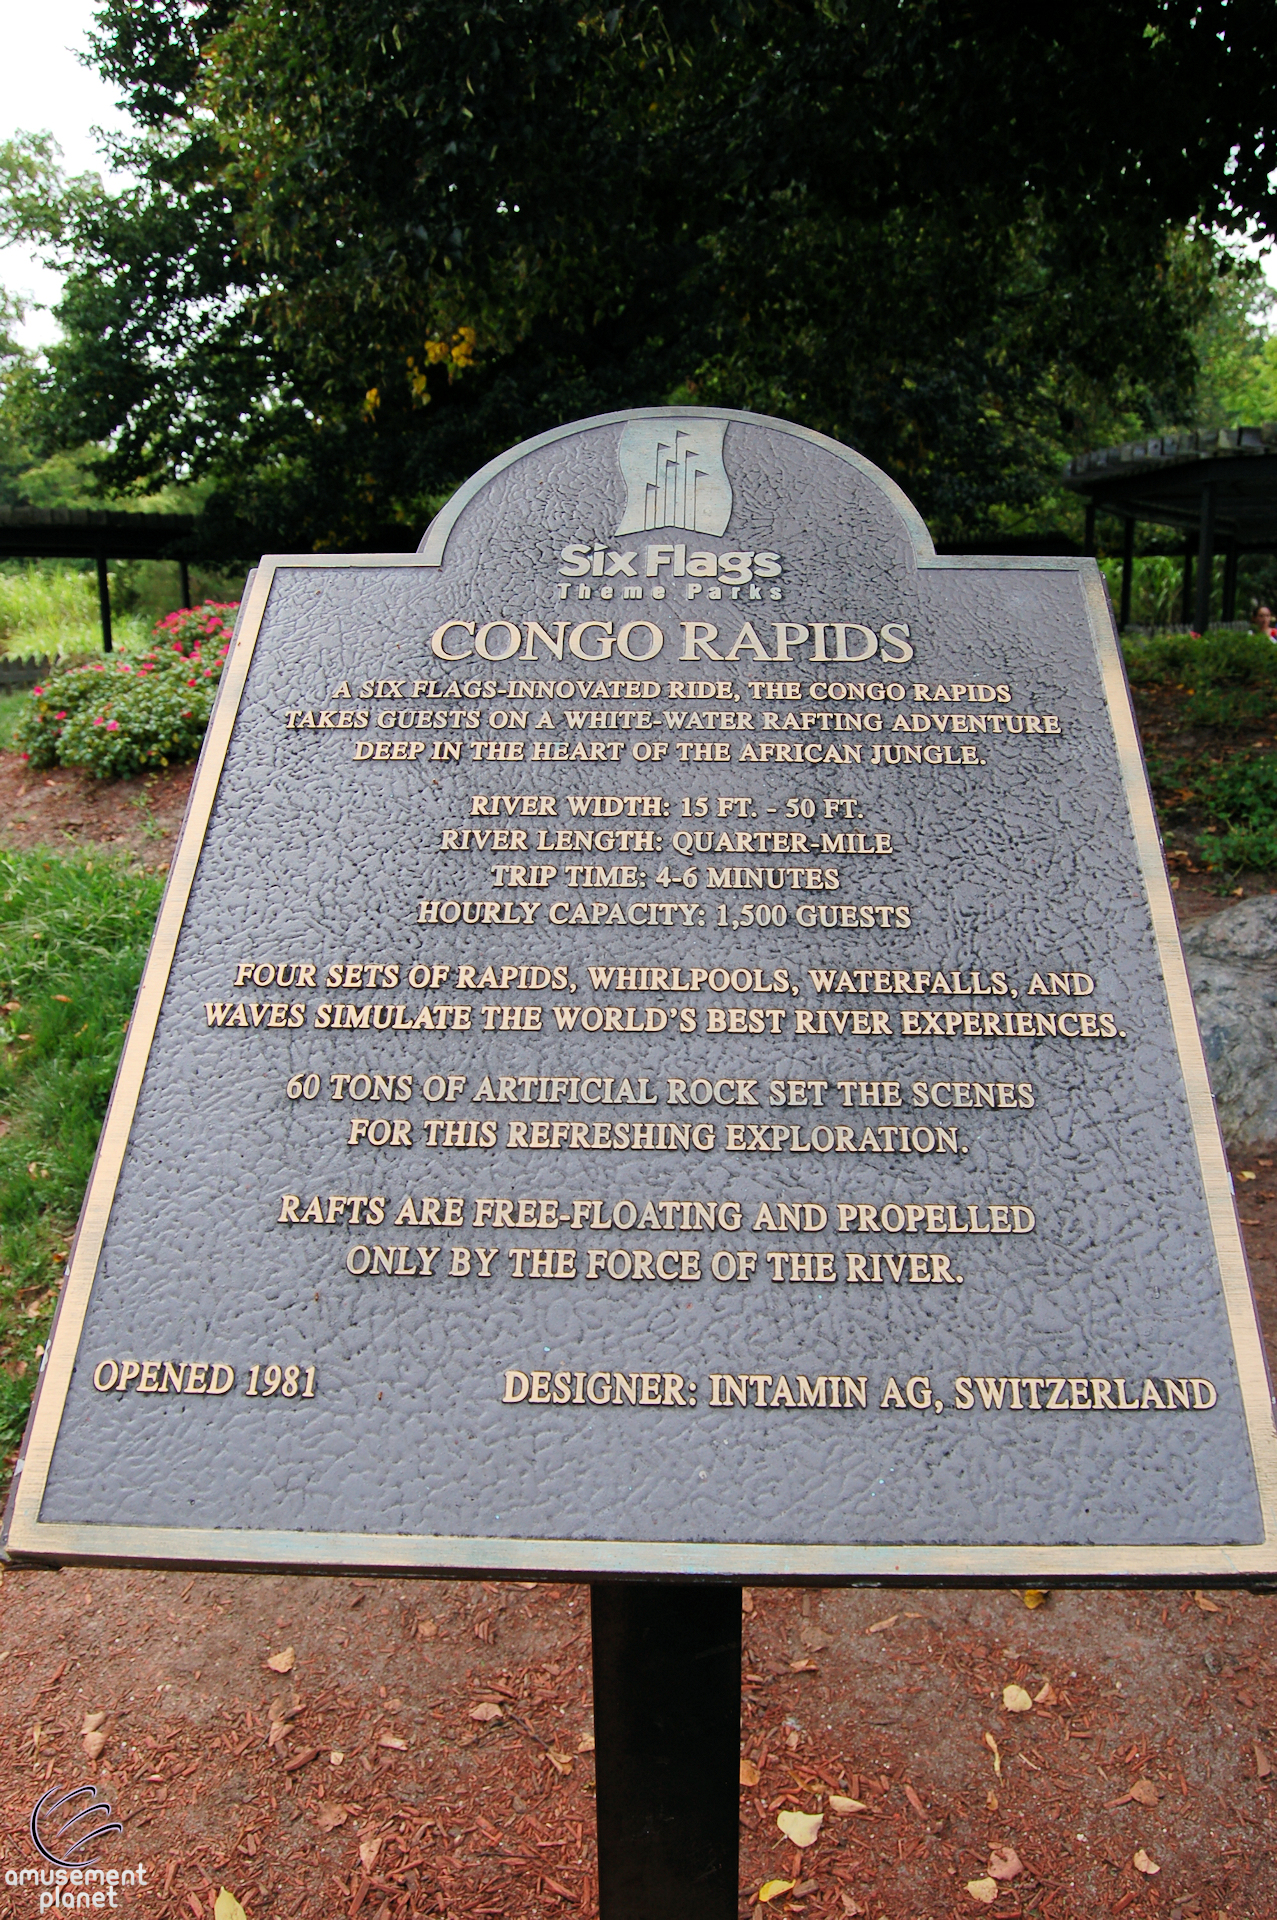 Six Flags
Theme Parks
CONGO RAPIDS
A SIX FLAGS-INNOVATED RIDE, THE CONGO RAPIDS
TAKES GUESTS ON A WHITE-WATER RAFTING ADVENTURE
DEEP IN THE HEART OF THE AFRICAN JUNGLE.
RIVER WIDTH: 15 FT. - 50 FT.
RIVER LENGTH: QUARTER-MILE
TRIP TIME: 4-6 MINUTES
HOURLY CAPACITY: 1,500 GUESTS
FOUR SETS OF RAPIDS, WHIRLPOOLS, WATERFALLS, AND
WAVES SIMULATE THE WORLD'S BEST RIVER EXPERIENCES.
60 TONS OF ARTIFICIAL ROCK SET THE SCENES
FOR THIS REFRESHING EXPLORATION.
RAFTS ARE FREE-FLOATING AND PROPELLED
ONLY BY THE FORCE OF THE RIVER.
OPENED 1981 DESIGNER: INTAMIN AG, SWITZERLAND
amusement
planet